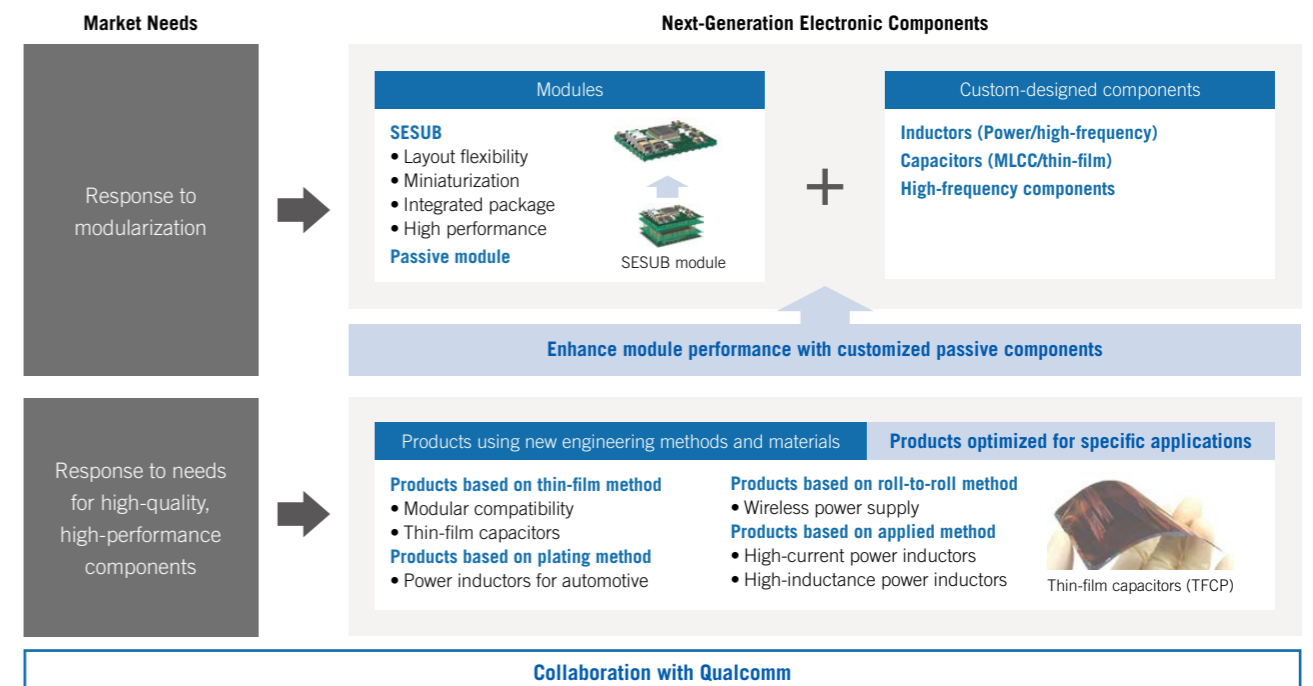 Market Needs
Next-Generation Electronic Components
Response to
modularization
Modules
SESUB
• Layout flexibility
• Miniaturization
• Integrated package
• High performance
Passive module
SESUB module
+
Custom-designed components
Inductors (Power/high-frequency)
Capacitors (MLCC/thin-film)
High-frequency components
Enhance module performance with customized passive components
Response to needs
for high-quality,
high-performance
components
Products using new engineering methods and materials
Products optimized for specific applications
Products based on thin-film method
• Modular compatibility
• Thin-film capacitors
Products based on plating method
• Power inductors for automotive
Products based on roll-to-roll method
• Wireless power supply
Products based on applied method
• High-current power inductors
• High-inductance power inductors
Thin-film capacitors (TFCP)
Collaboration with Qualcomm